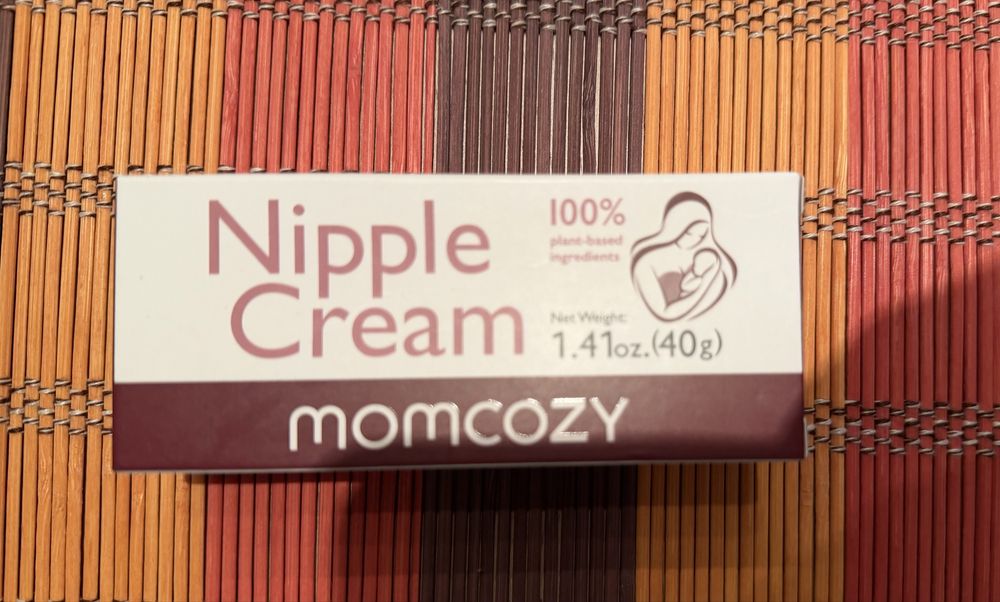 Nipple
Cream
100%
plant-based
ingredients
Net Weight:
1.41oz.(40g)
momcozy